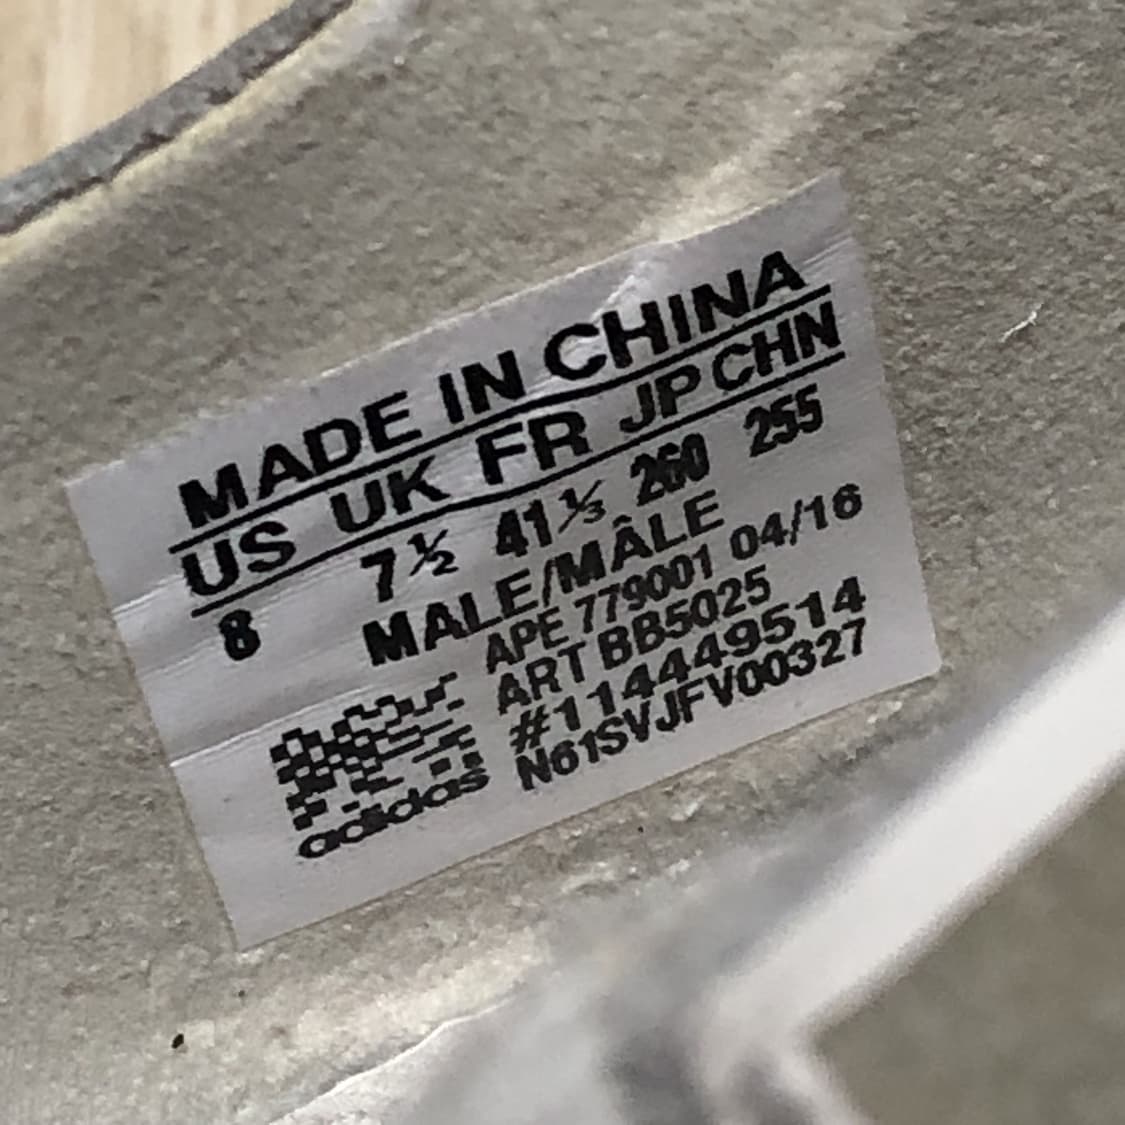 MADE IN CHINA
US UK FR JP CHN
8 7½ 41⅓ 260 255
MALE/MÂLE
APE 779001 04/16
ART BB5025
#114449514
N61SVJFV00327
adidas